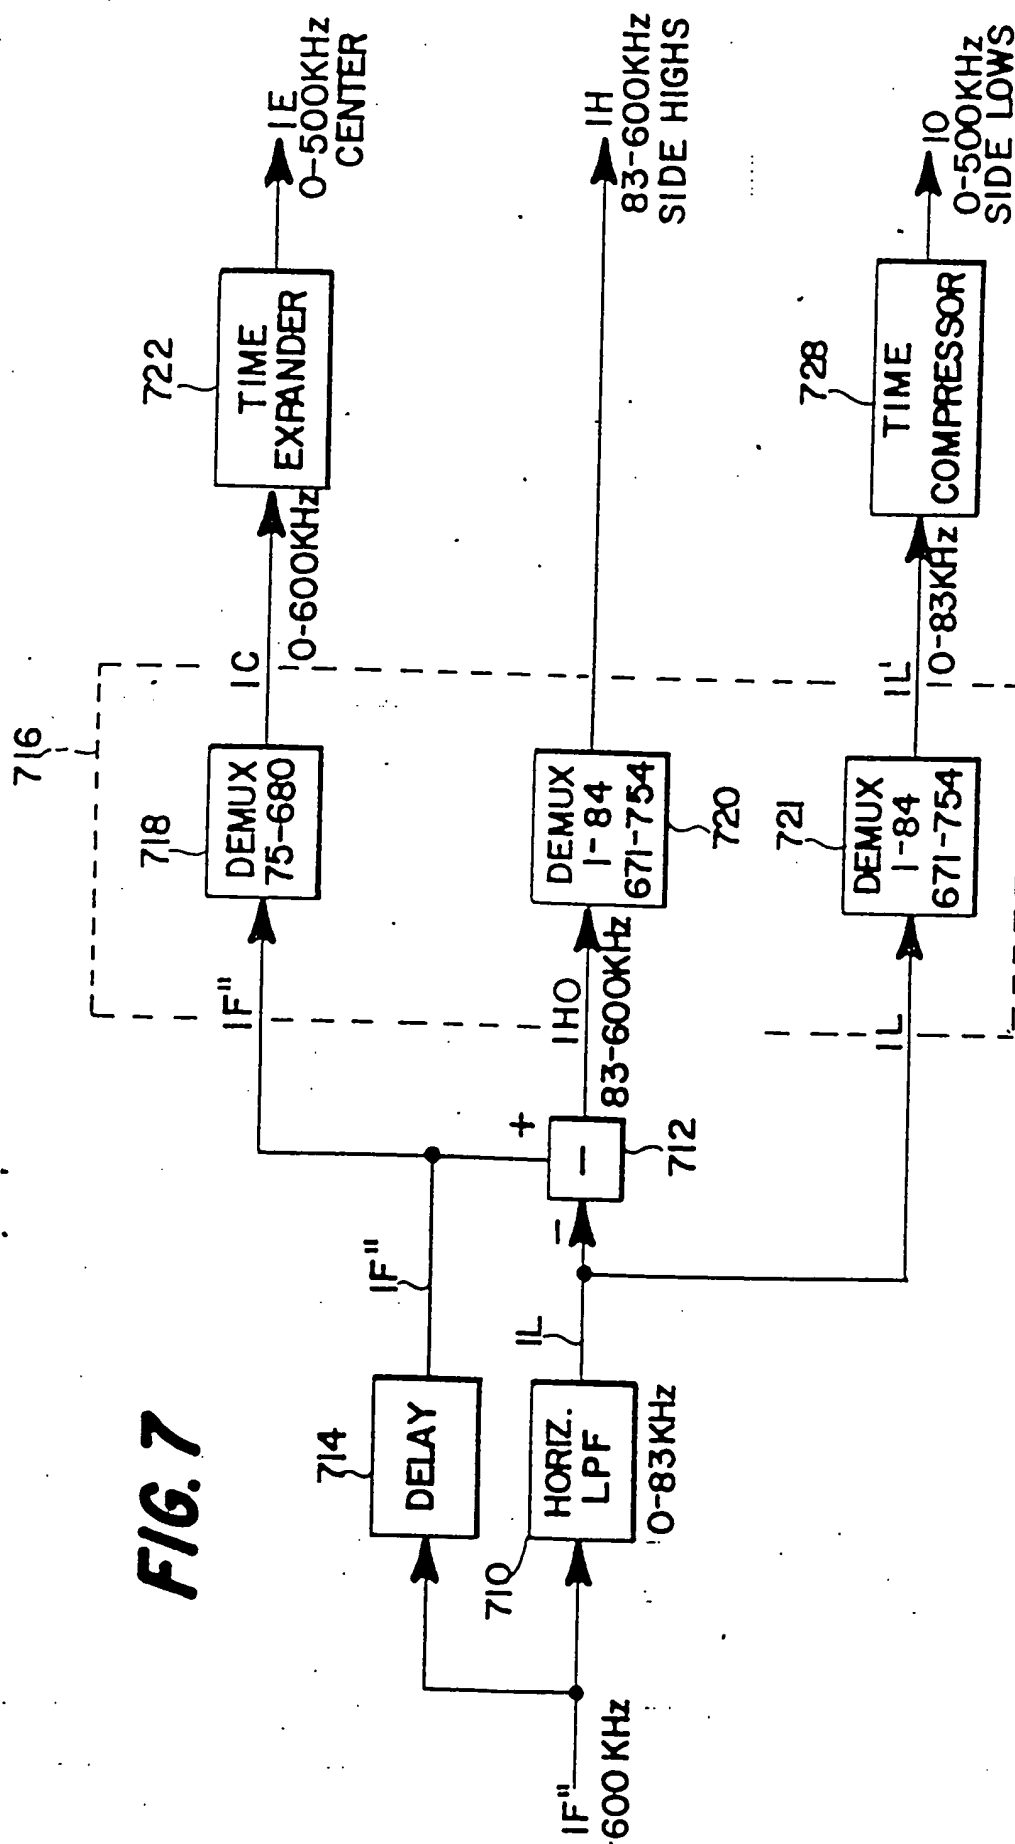 FIG. 7
716
722
718
DEMUX
75-680
IC
0-600KHz
TIME
EXPANDER
IE
0-500KHz
CENTER
IF"
714
DELAY
IF"
+
IF"
600 KHz
710
HORIZ.
LPF
0-83KHz
IL
−
−
712
IHO
83-600KHz
DEMUX
1-84
671-754
720
IH
83-600KHz
SIDE HIGHS
IL
721
DEMUX
1-84
671-754
IL'
0-83KHz
728
TIME
COMPRESSOR
IO
0-500KHz
SIDE LOWS